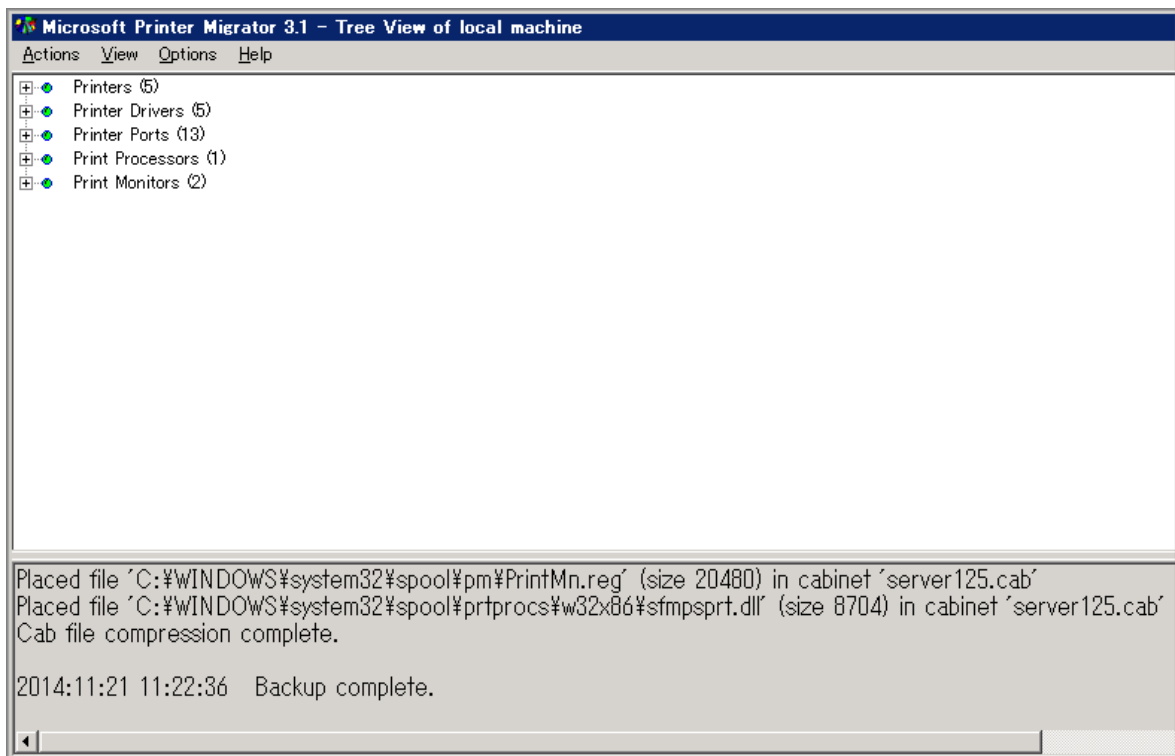 Microsoft Printer Migrator 3.1 - Tree View of local machine
Actions View Options Help
Printers (5)
Printer Drivers (5)
Printer Ports (13)
Print Processors (1)
Print Monitors (2)
Placed file 'C:¥WINDOWS¥system32¥spool¥pm¥PrintMn.reg' (size 20480) in cabinet 'server125.cab'
Placed file 'C:¥WINDOWS¥system32¥spool¥prtprocs¥w32x86¥sfmpsprt.dll' (size 8704) in cabinet 'server125.cab'
Cab file compression complete.
2014:11:21 11:22:36 Backup complete.